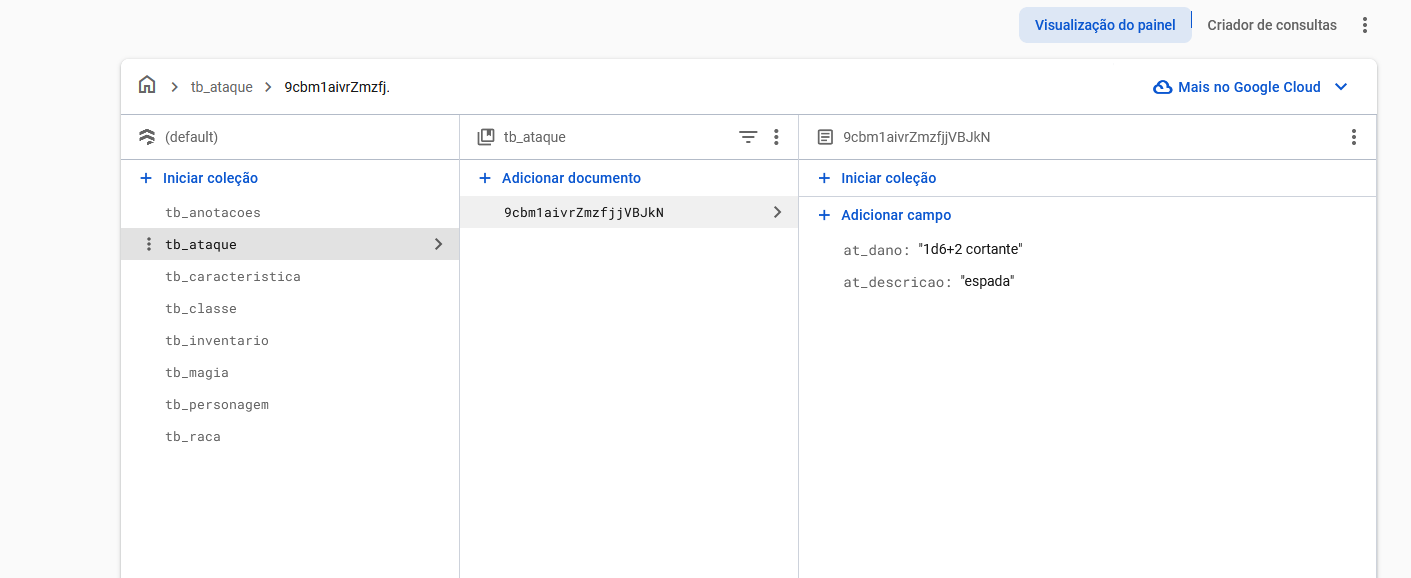 Visualização do painel
Criador de consultas
tb_ataque
9cbm1aivrZmzfj.
Mais no Google Cloud
(default)
tb_ataque
9cbm1aivrZmzfjjVBJkN
Iniciar coleção
Adicionar documento
Iniciar coleção
tb_anotacoes
9cbm1aivrZmzfjjVBJkN
Adicionar campo
tb_ataque
at_dano: "1d6+2 cortante"
tb_caracteristica
at_descricao: "espada"
tb_classe
tb_inventario
tb_magia
tb_personagem
tb_raca